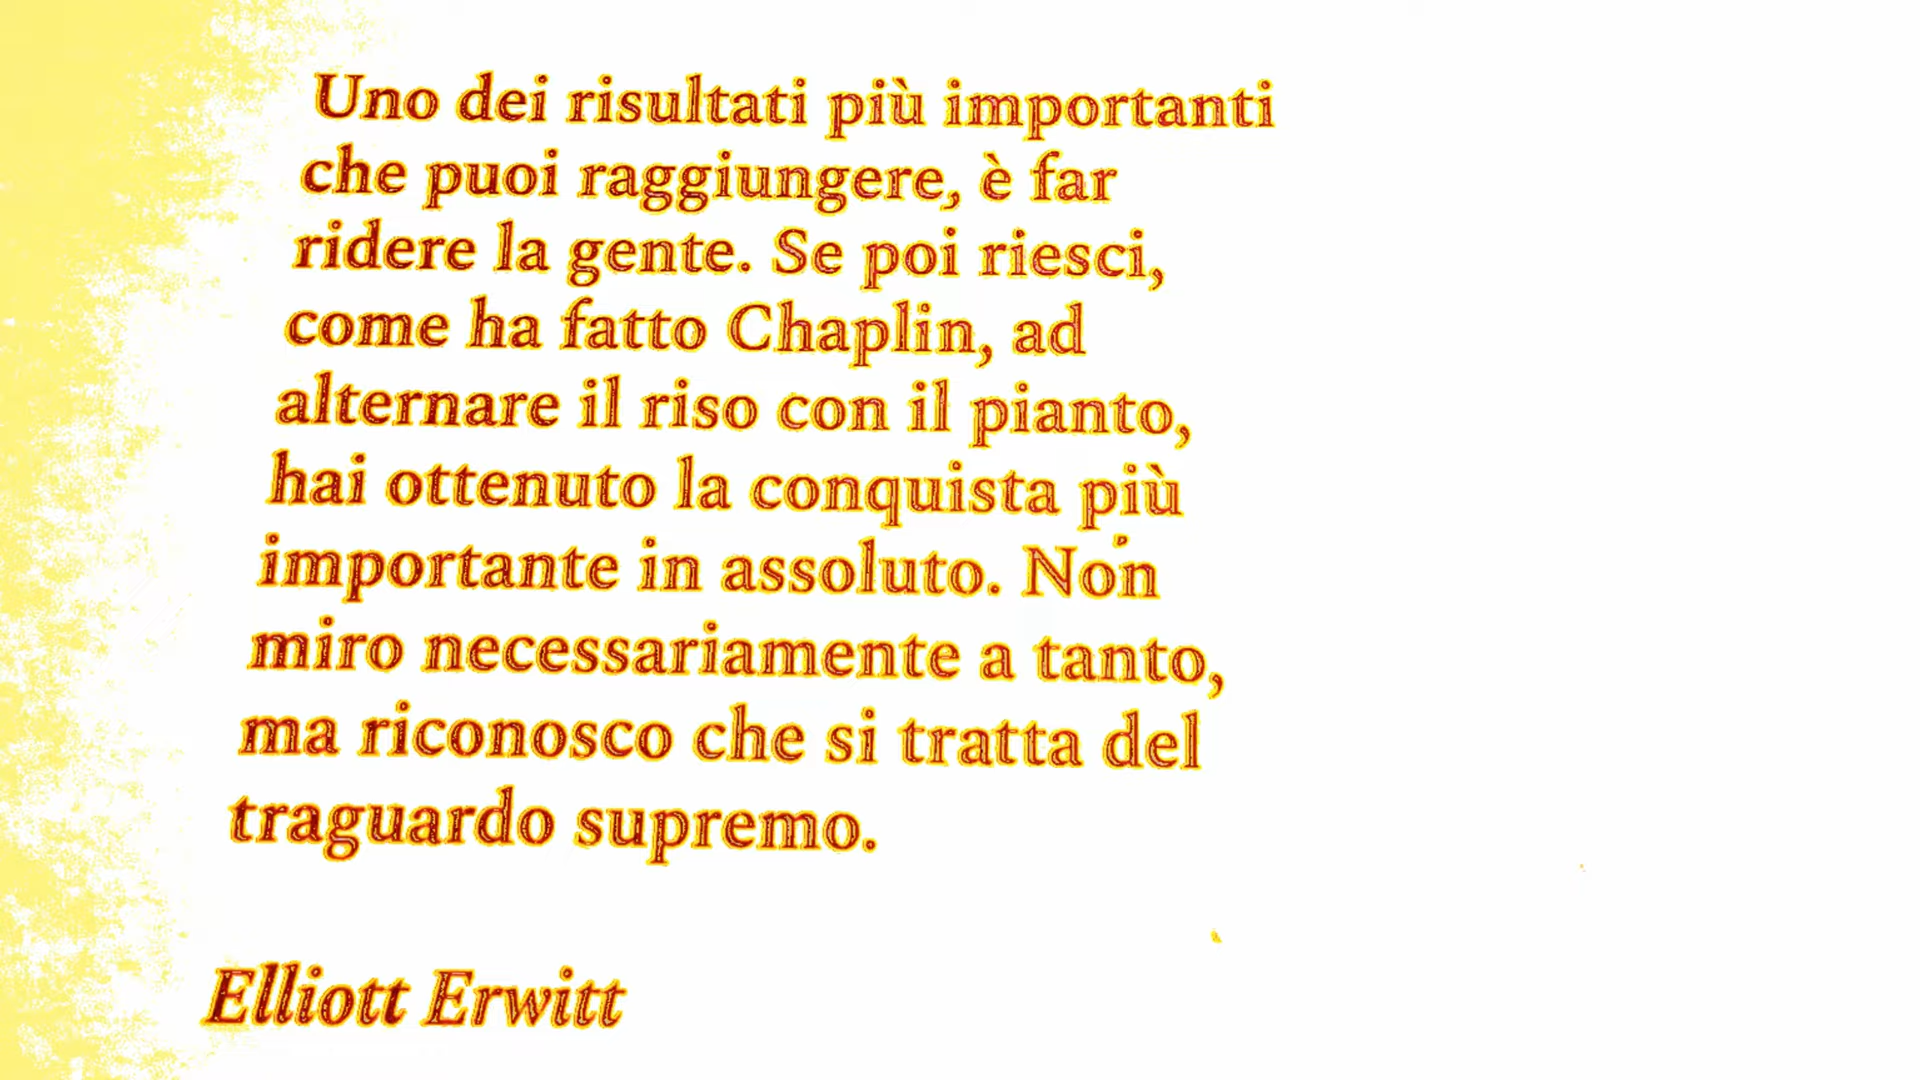 Uno dei risultati più importanti
che puoi raggiungere, è far
ridere la gente. Se poi riesci,
come ha fatto Chaplin, ad
alternare il riso con il pianto,
hai ottenuto la conquista più
importante in assoluto. Non
miro necessariamente a tanto,
ma riconosco che si tratta del
traguardo supremo.
Elliott Erwitt